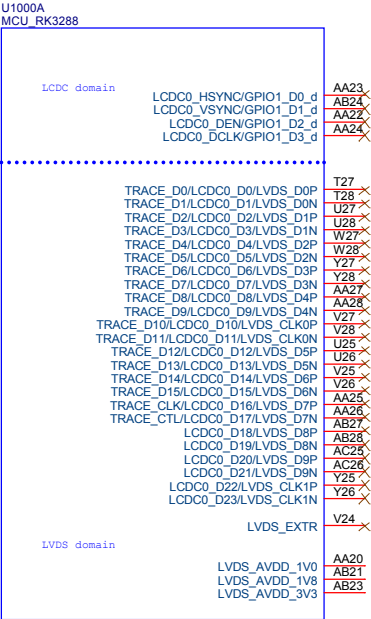 U1000A
MCU_RK3288
LCDC domain
LCDC0_HSYNC/GPIO1_D0_d AA23
LCDC0_VSYNC/GPIO1_D1_d AB24
LCDC0_DEN/GPIO1_D2_d AA22
LCDC0_DCLK/GPIO1_D3_d AA24
TRACE_D0/LCDC0_D0/LVDS_D0P T27
TRACE_D1/LCDC0_D1/LVDS_D0N T28
TRACE_D2/LCDC0_D2/LVDS_D1P U27
TRACE_D3/LCDC0_D3/LVDS_D1N U28
TRACE_D4/LCDC0_D4/LVDS_D2P W27
TRACE_D5/LCDC0_D5/LVDS_D2N W28
TRACE_D6/LCDC0_D6/LVDS_D3P Y27
TRACE_D7/LCDC0_D7/LVDS_D3N Y28
TRACE_D8/LCDC0_D8/LVDS_D4P AA27
TRACE_D9/LCDC0_D9/LVDS_D4N AA28
TRACE_D10/LCDC0_D10/LVDS_CLK0P V27
TRACE_D11/LCDC0_D11/LVDS_CLK0N V28
TRACE_D12/LCDC0_D12/LVDS_D5P U25
TRACE_D13/LCDC0_D13/LVDS_D5N U26
TRACE_D14/LCDC0_D14/LVDS_D6P V25
TRACE_D15/LCDC0_D15/LVDS_D6N V26
TRACE_CLK/LCDC0_D16/LVDS_D7P AA25
TRACE_CTL/LCDC0_D17/LVDS_D7N AA26
LCDC0_D18/LVDS_D8P AB27
LCDC0_D19/LVDS_D8N AB28
LCDC0_D20/LVDS_D9P AC25
LCDC0_D21/LVDS_D9N AC26
LCDC0_D22/LVDS_CLK1P Y25
LCDC0_D23/LVDS_CLK1N Y26
LVDS_EXTR V24
LVDS domain
LVDS_AVDD_1V0 AA20
LVDS_AVDD_1V8 AB21
LVDS_AVDD_3V3 AB23